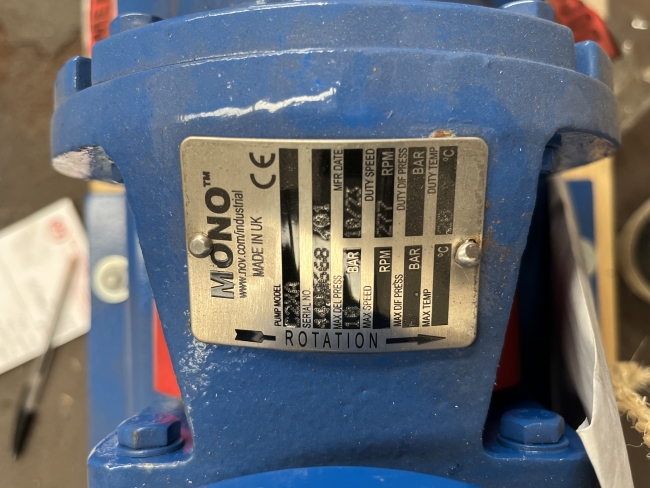 MONO™
www.nov.com/industrial
MADE IN UK
CE
PUMP MODEL
SERIAL NO.
MFR DATE
MAX DEL PRESS BAR
10
DUTY SPEED RPM
277
MAX SPEED RPM
DUTY DIF PRESS BAR
MAX DIF PRESS BAR
DUTY TEMP °C
MAX TEMP °C
ROTATION